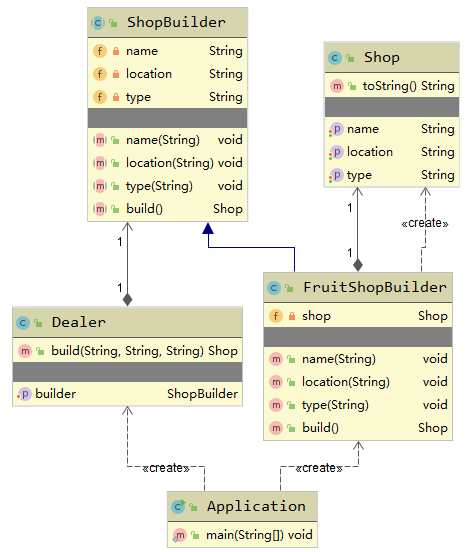 ShopBuilder
name String
location String
type String
name(String) void
location(String) void
type(String) void
build() Shop
Shop
toString() String
name String
location String
type String
«create»
1
1
1
1
Dealer
build(String, String, String) Shop
builder ShopBuilder
FruitShopBuilder
shop Shop
name(String) void
location(String) void
type(String) void
build() Shop
«create»
«create»
Application
main(String[]) void